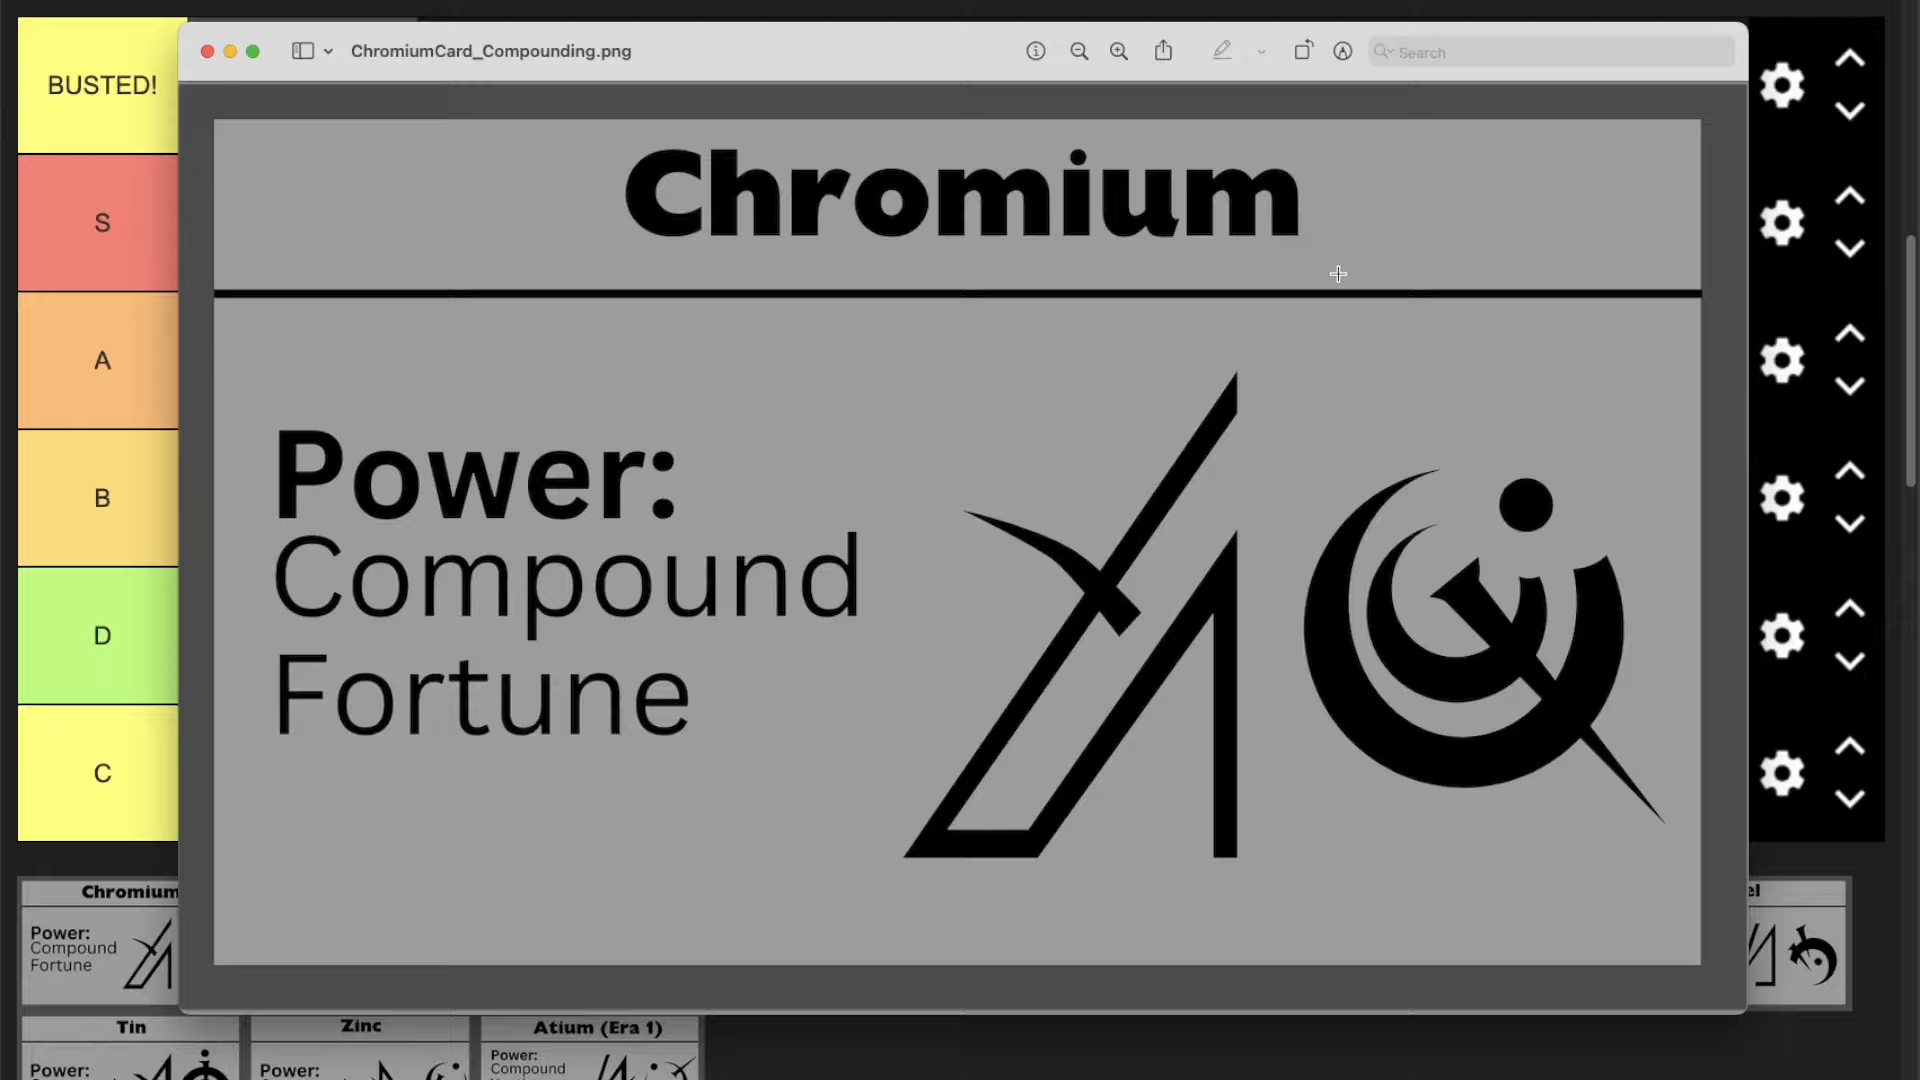 ChromiumCard_Compounding.png
Search
BUSTED!
S
A
B
D
C
Chromium
Power:
Compound
Fortune
Chromium
Power:
Compound
Fortune
el
Tin
Power:
Zinc
Power:
Atium (Era 1)
Power:
Compound